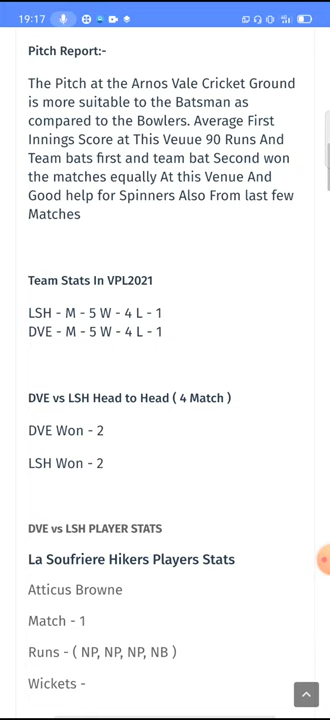 19:17
Pitch Report:-
The Pitch at the Arnos Vale Cricket Ground
is more suitable to the Batsman as
compared to the Bowlers. Average First
Innings Score at This Veuue 90 Runs And
Team bats first and team bat Second won
the matches equally At this Venue And
Good help for Spinners Also From last few
Matches
Team Stats In VPL2021
LSH - M - 5 W - 4 L - 1
DVE - M - 5 W - 4 L - 1
DVE vs LSH Head to Head ( 4 Match )
DVE Won - 2
LSH Won - 2
DVE vs LSH PLAYER STATS
La Soufriere Hikers Players Stats
Atticus Browne
Match - 1
Runs - ( NP, NP, NP, NB )
Wickets -